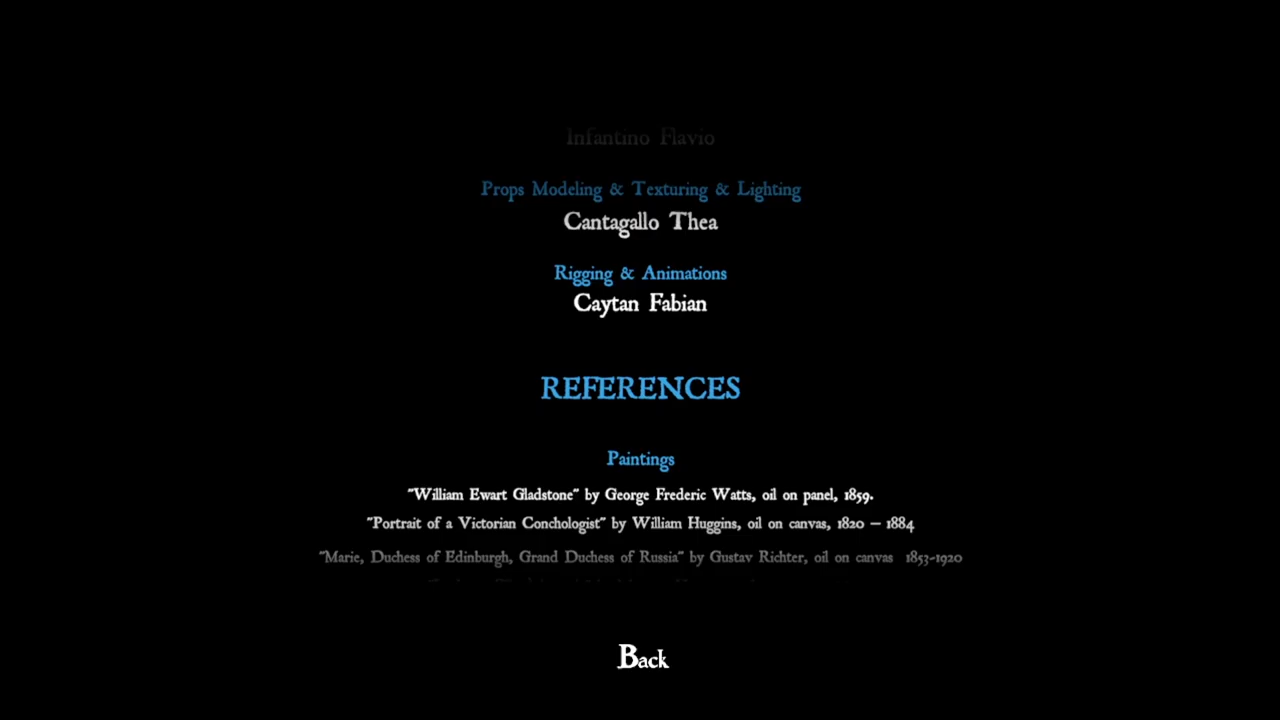 Infantino Flavio
Props Modeling & Texturing & Lighting
Cantagallo Thea
Rigging & Animations
Caytan Fabian
REFERENCES
Paintings
"William Ewart Gladstone" by George Frederic Watts, oil on panel, 1859.
"Portrait of a Victorian Conchologist" by William Huggins, oil on canvas, 1820 – 1884
"Marie, Duchess of Edinburgh, Grand Duchess of Russia" by Gustav Richter, oil on canvas 1853-1920
Back